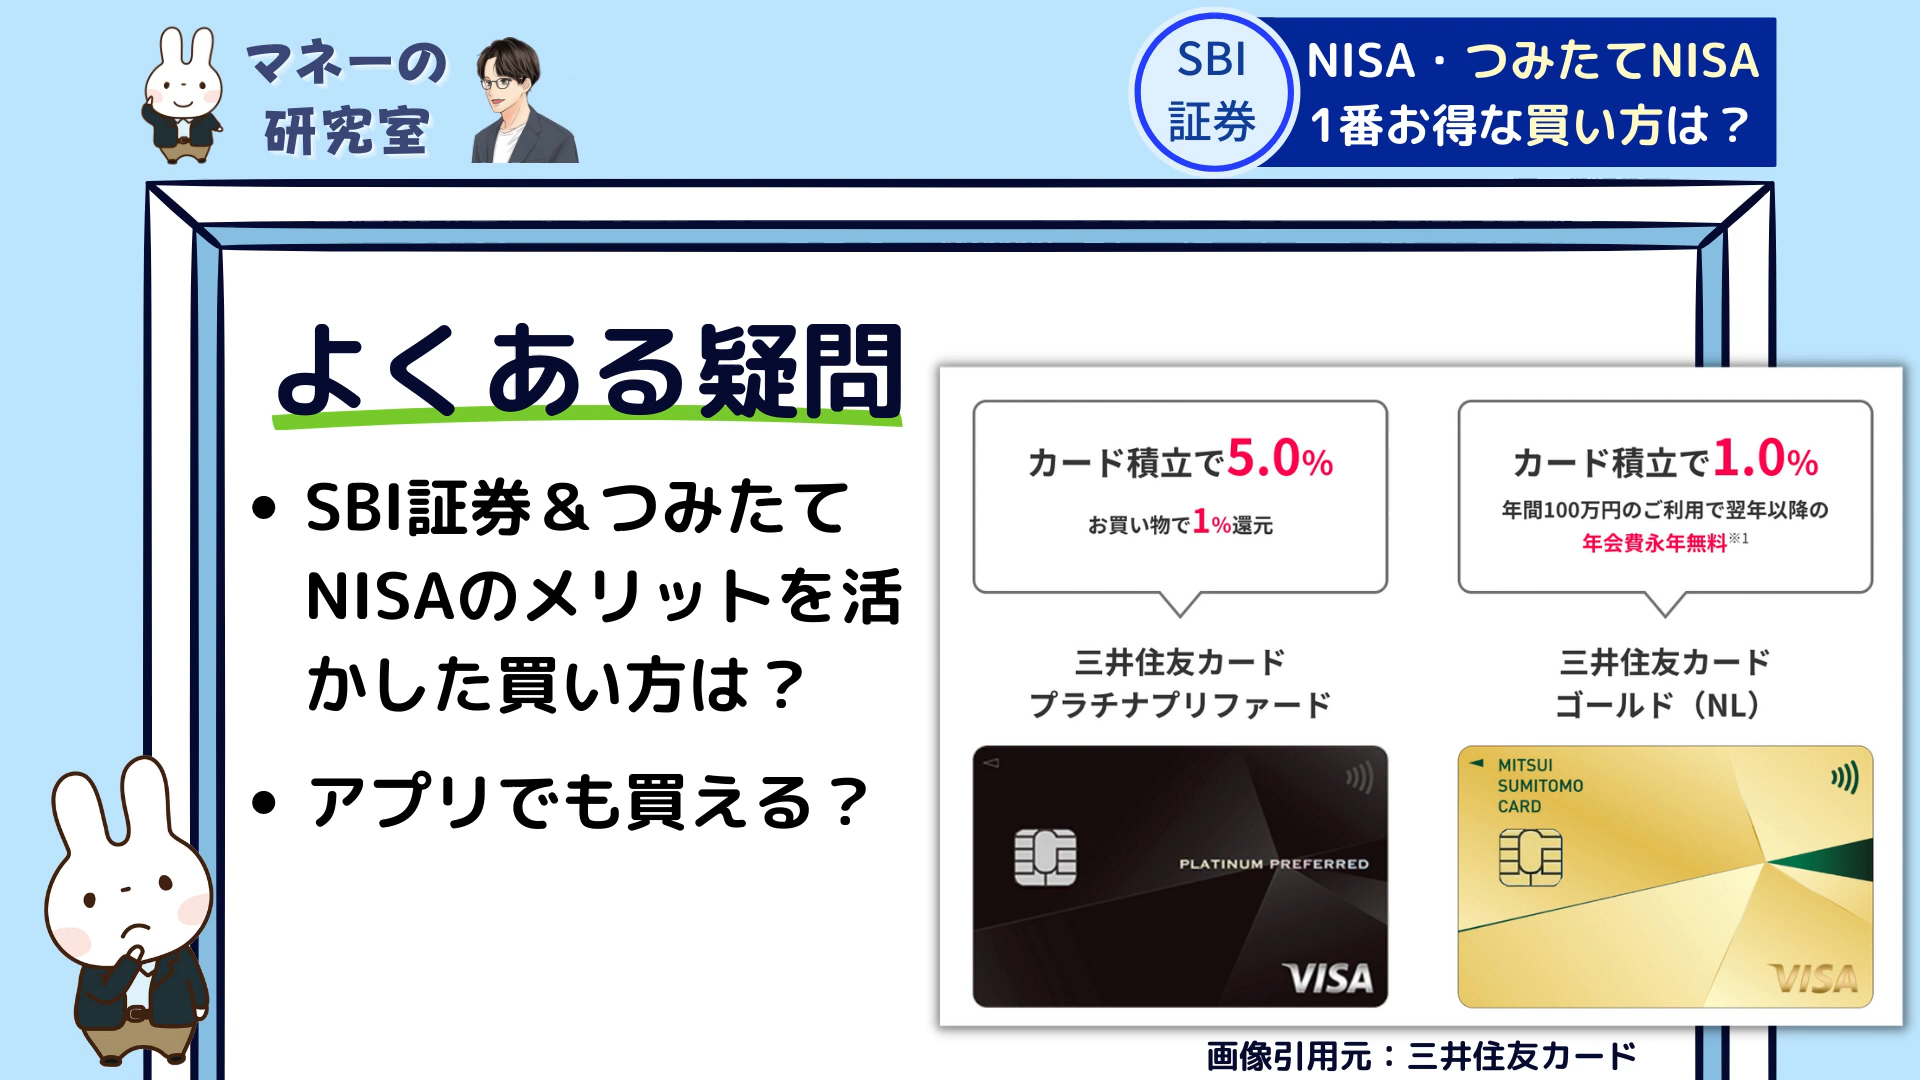 マネーの
研究室
SBI
証券
NISA・つみたてNISA
1番お得な買い方は？
よくある疑問
• SBI証券＆つみたて
NISAのメリットを活
かした買い方は？
• アプリでも買える？
カード積立で5.0%
お買い物で1%還元
三井住友カード
プラチナプリファード
PLATINUM PREFERRED
VISA
カード積立で1.0%
年間100万円のご利用で翌年以降の
年会費永年無料※1
三井住友カード
ゴールド（NL）
MITSUI
SUMITOMO
CARD
VISA
画像引用元：三井住友カード